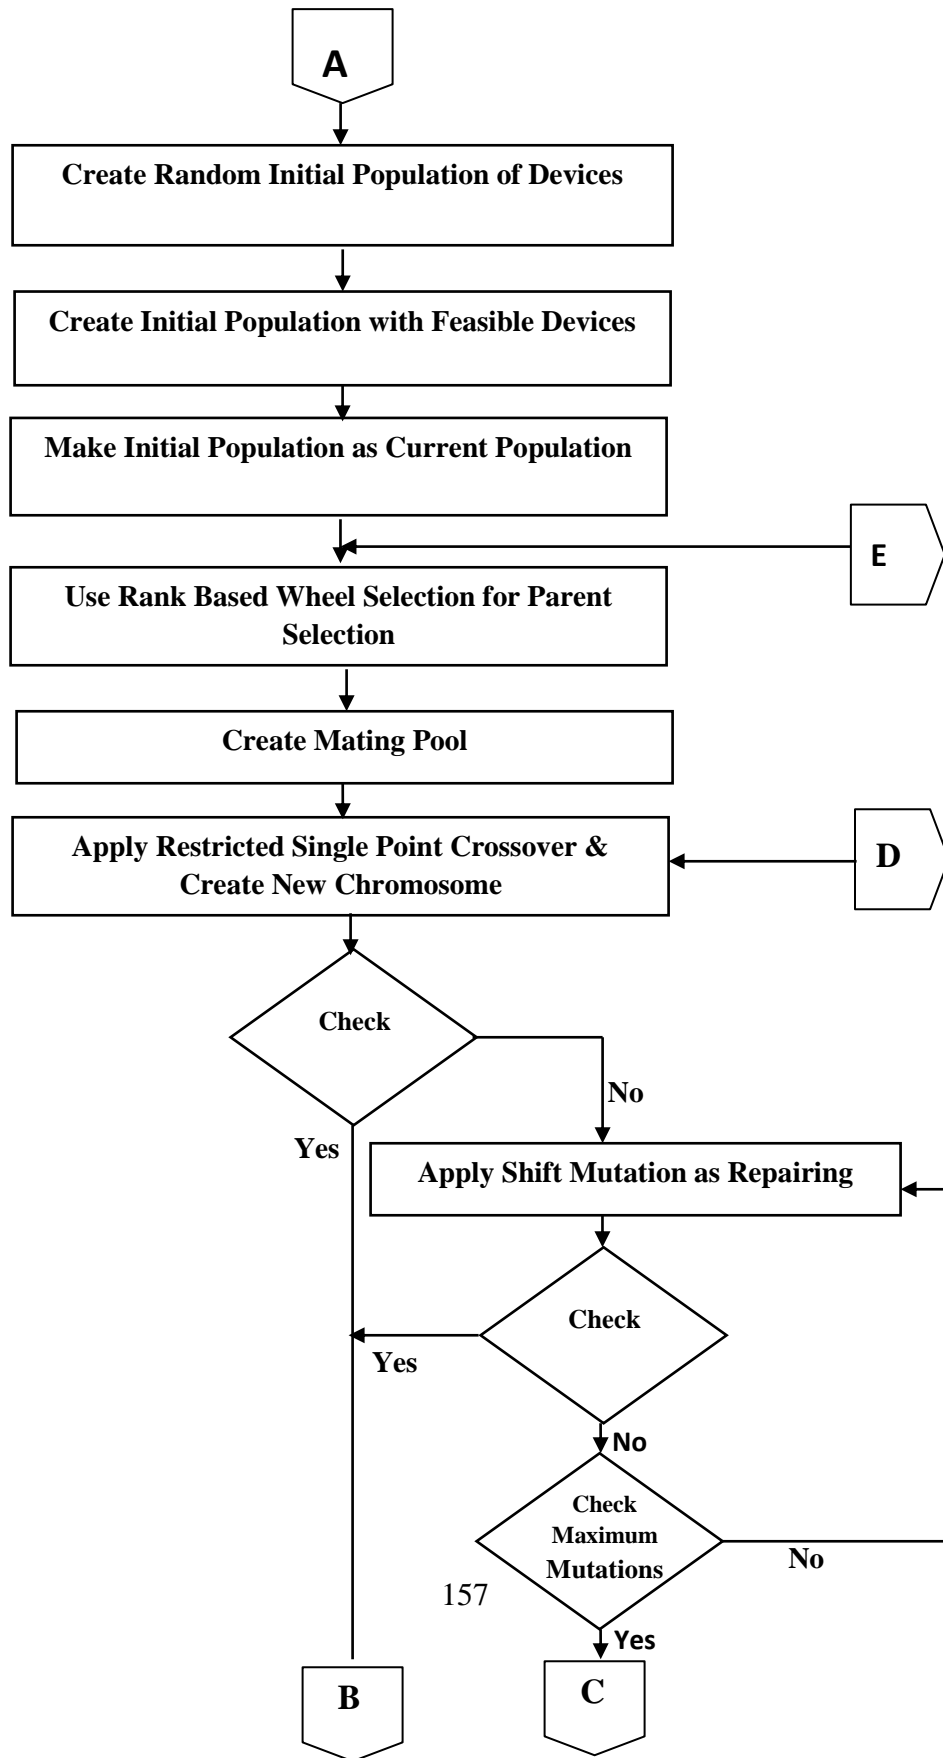 A
Create Random Initial Population of Devices
Create Initial Population with Feasible Devices
Make Initial Population as Current Population
E
Use Rank Based Wheel Selection for Parent
Selection
Create Mating Pool
Apply Restricted Single Point Crossover &
Create New Chromosome
D
Check
No
Yes
Apply Shift Mutation as Repairing
Check
Yes
No
Check
Maximum
Mutations
No
157
Yes
B
C